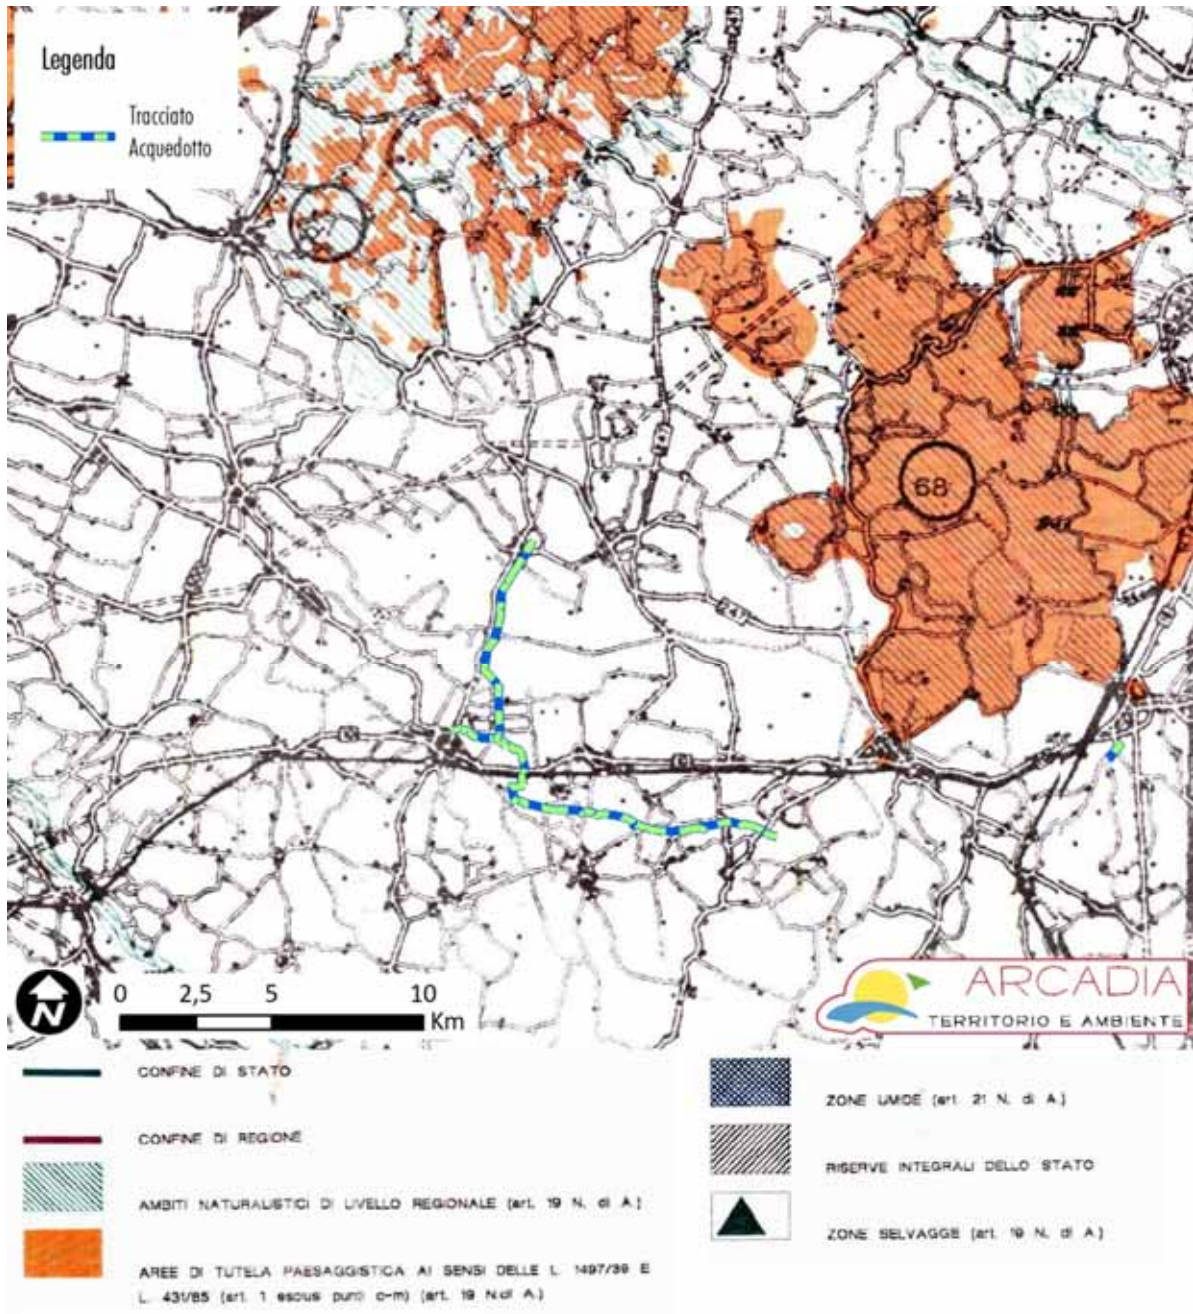 Legenda
Tracciato
Acquedotto
68
N
0 2,5 5 10
Km
ARCADIA
TERRITORIO E AMBIENTE
CONFINE DI STATO
CONFINE DI REGIONE
AMBITI NATURALISTICI DI LIVELLO REGIONALE (art. 19 N. di A.)
AREE DI TUTELA PAESAGGISTICA AI SENSI DELLE L. 1497/39 E
L. 431/85 (art. 1 esclusi punti c-m) (art. 19 N.di A.)
ZONE UMIDE (art. 21 N. di A.)
RISERVE INTEGRALI DELLO STATO
ZONE SELVAGGE (art. 19 N. di A.)